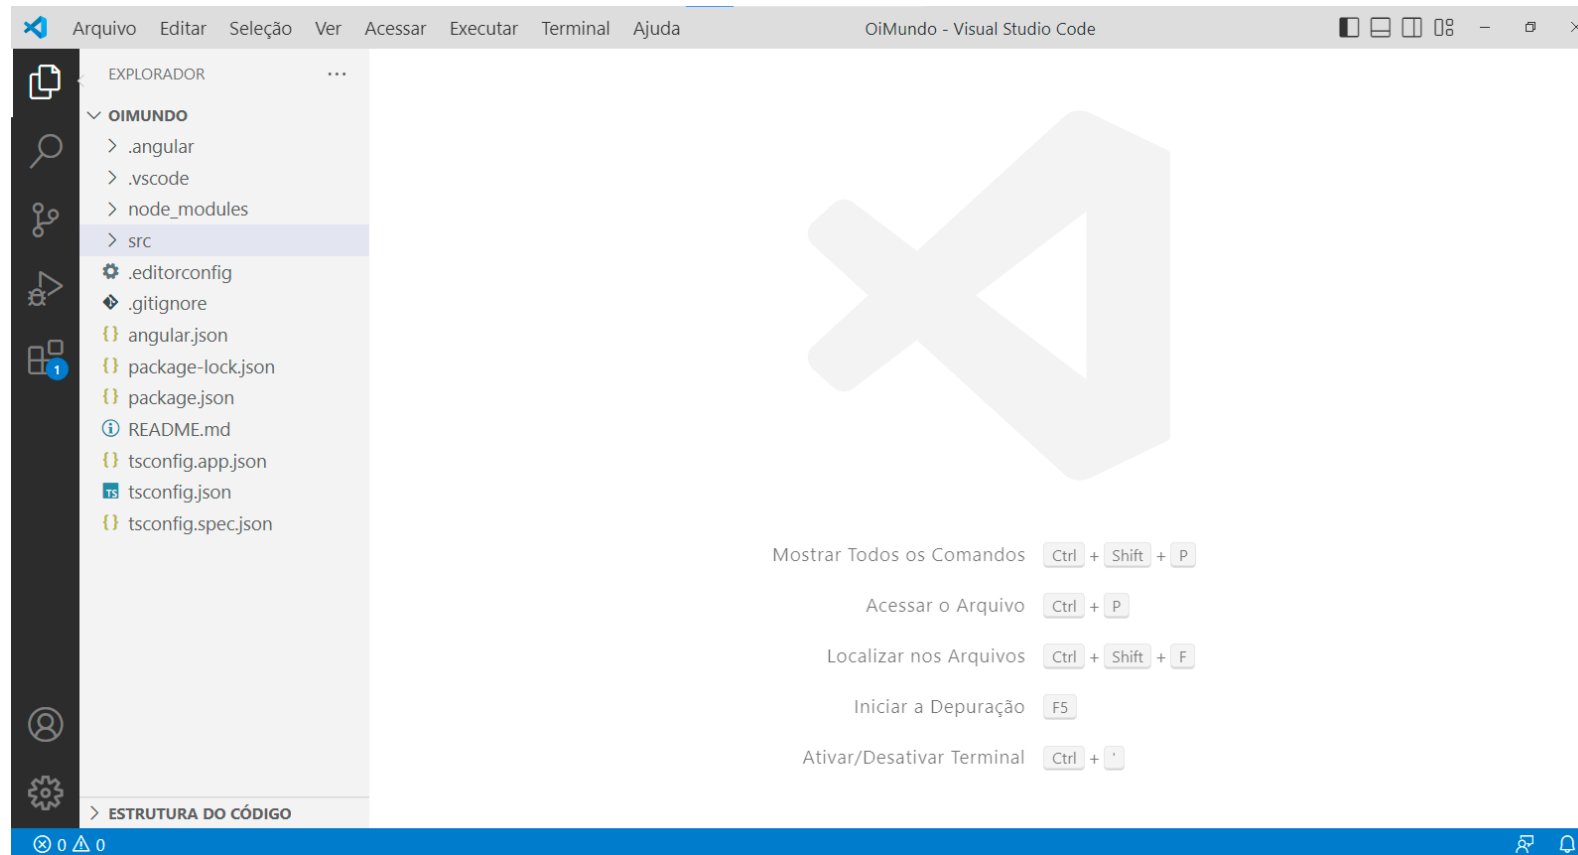 Arquivo Editar Seleção Ver Acessar Executar Terminal Ajuda OiMundo - Visual Studio Code
EXPLORADOR
OIMUNDO
.angular
.vscode
node_modules
src
.editorconfig
.gitignore
angular.json
package-lock.json
package.json
README.md
tsconfig.app.json
TS tsconfig.json
tsconfig.spec.json
1
Mostrar Todos os Comandos Ctrl + Shift + P
Acessar o Arquivo Ctrl + P
Localizar nos Arquivos Ctrl + Shift + F
Iniciar a Depuração F5
Ativar/Desativar Terminal Ctrl + '
ESTRUTURA DO CÓDIGO
0 0